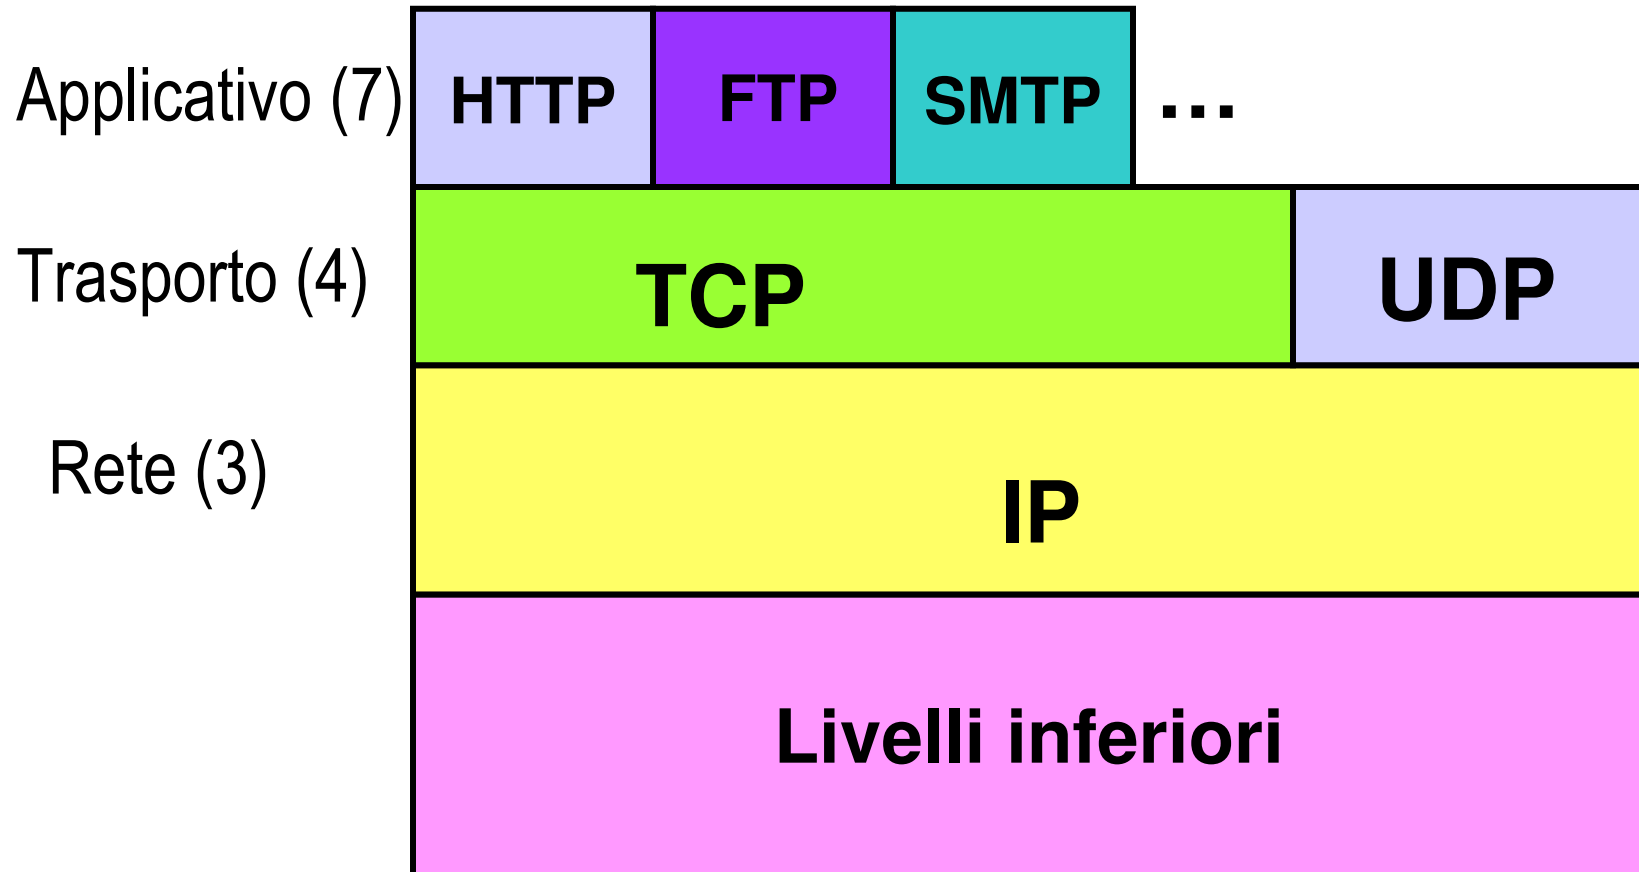 Applicativo (7) HTTP FTP SMTP ...
Trasporto (4) TCP UDP
Rete (3) IP
Livelli inferiori